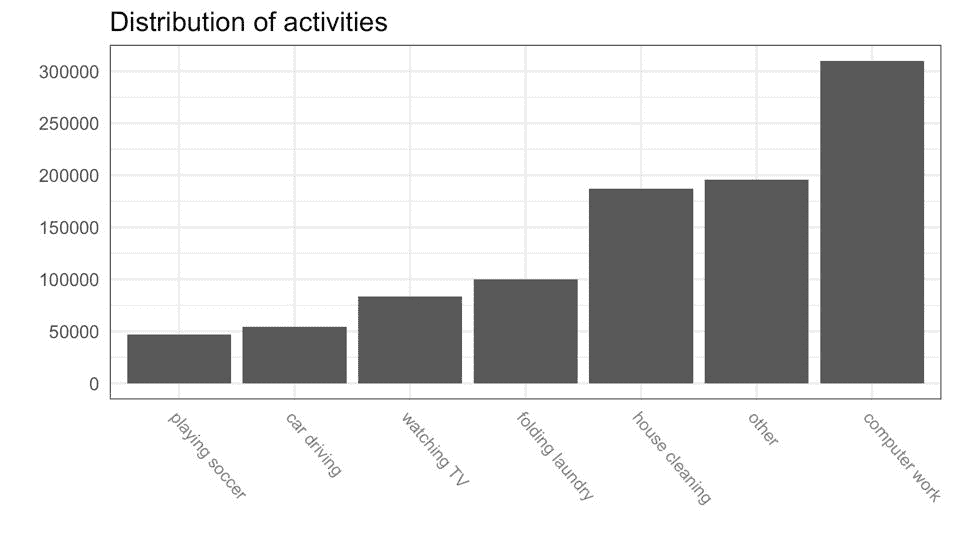 Distribution of activities
300000
250000
200000
150000
100000
50000
0
playing soccer
car driving
watching TV
folding laundry
house cleaning
other
computer work